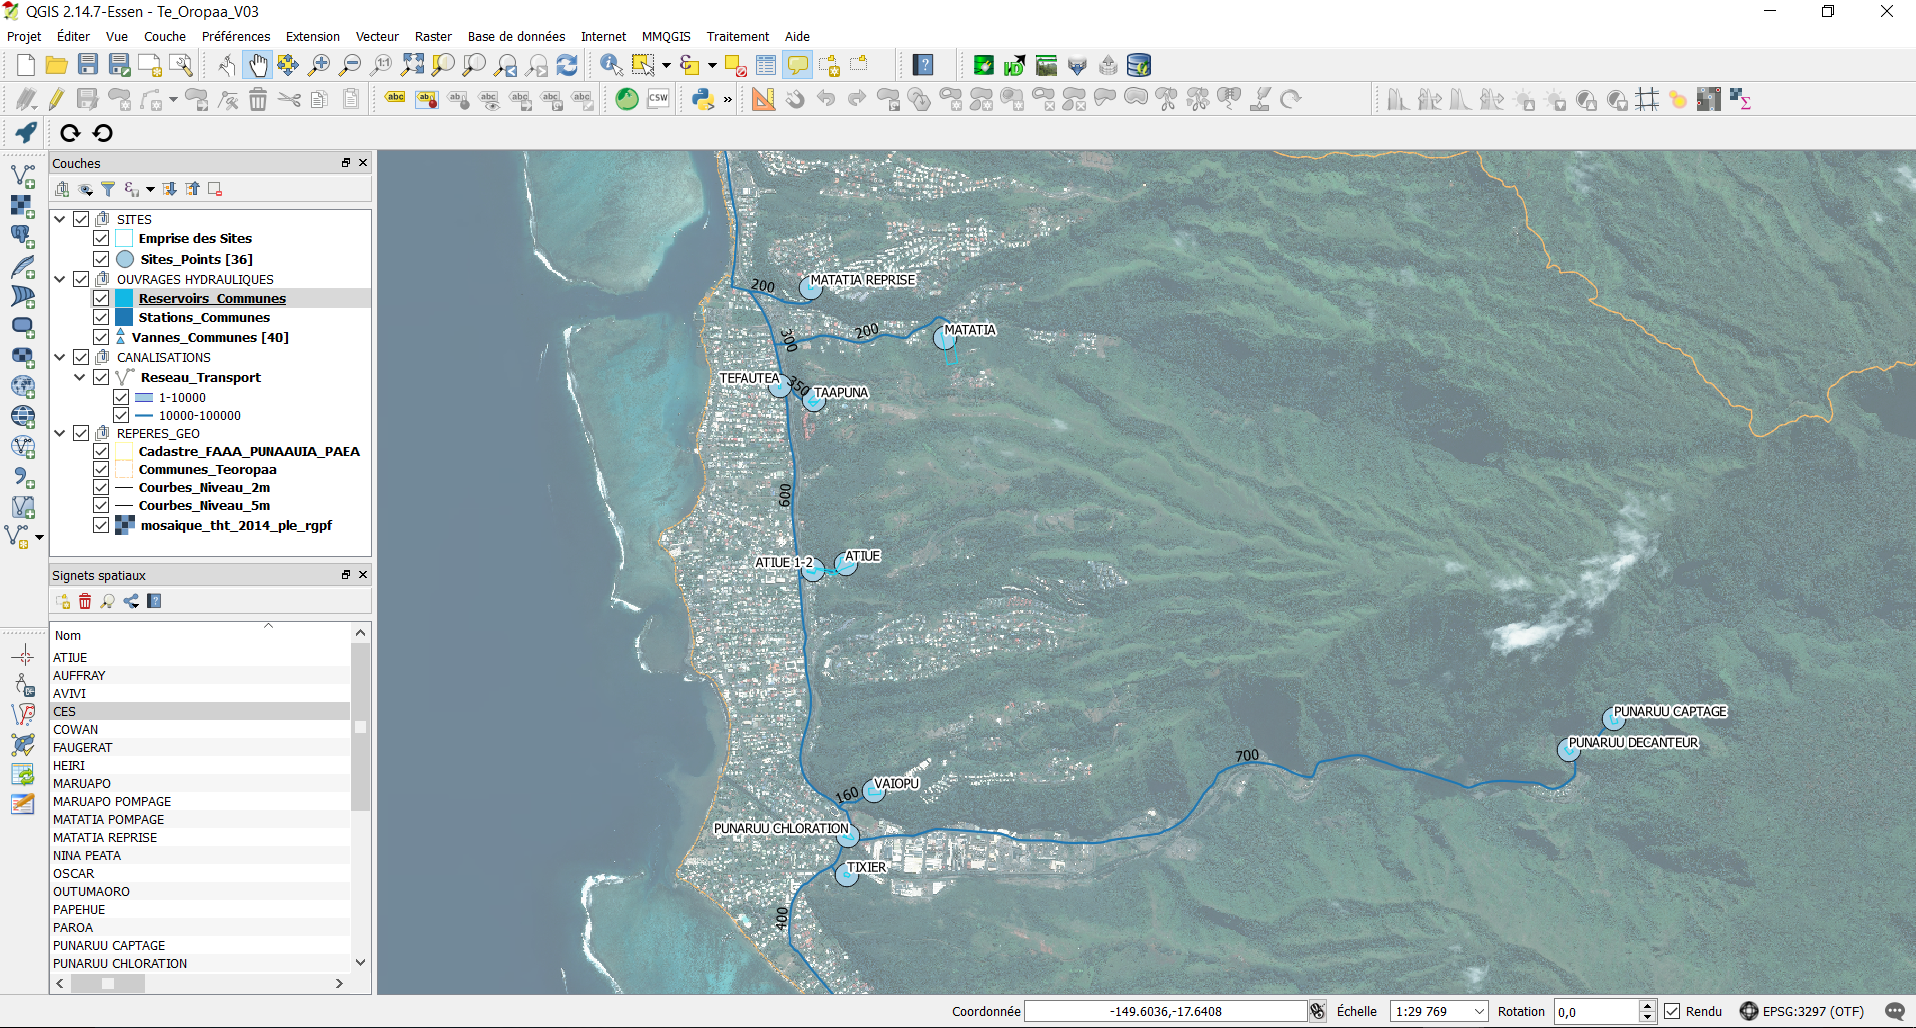 QGIS 2.14.7-Essen - Te_Oropaa_V03
Projet Éditer Vue Couche Préférences Extension Vecteur Raster Base de données Internet MMQGIS Traitement Aide
abc
CSW
Couches
SITES
Emprise des Sites
Sites_Points [36]
OUVRAGES HYDRAULIQUES
Reservoirs_Communes
Stations_Communes
Vannes_Communes [40]
CANALISATIONS
Reseau_Transport
1-10000
10000-100000
REPERES_GEO
Cadastre_FAAA_PUNAAUIA_PAEA
Communes_Teoropaa
Courbes_Niveau_2m
Courbes_Niveau_5m
mosaique_tht_2014_ple_rgpf
Signets spatiaux
Nom
ATIUE
AUFFRAY
AVIVI
CES
COWAN
FAUGERAT
HEIRI
MARUAPO
MARUAPO POMPAGE
MATATIA POMPAGE
MATATIA REPRISE
NINA PEATA
OSCAR
OUTUMAORO
PAPEHUE
PAROA
PUNARUU CAPTAGE
PUNARUU CHLORATION
200
MATATIA REPRISE
300
200
MATATIA
TEFAUTEA
350
TAAPUNA
600
ATIUE 1-2
ATIUE
PUNARUU CAPTAGE
PUNARUU DECANTEUR
700
160
VAIOPU
PUNARUU CHLORATION
TIXIER
400
Coordonnée -149.6036,-17.6408 Échelle 1:29 769 Rotation 0,0 Rendu EPSG:3297 (OTF)